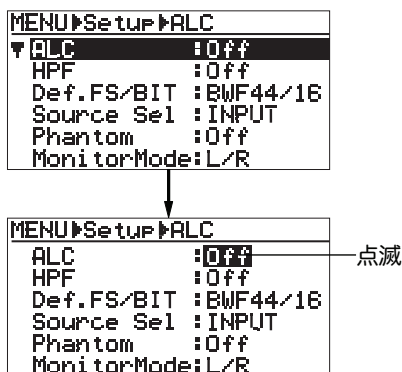 MENU▶Setup▶ALC
▼ ALC :Off
HPF :Off
Def.FS/BIT :BWF44/16
Source Sel :INPUT
Phantom :Off
MonitorMode:L/R
MENU▶Setup▶ALC
ALC :Off
点滅
HPF :Off
Def.FS/BIT :BWF44/16
Source Sel :INPUT
Phantom :Off
MonitorMode:L/R